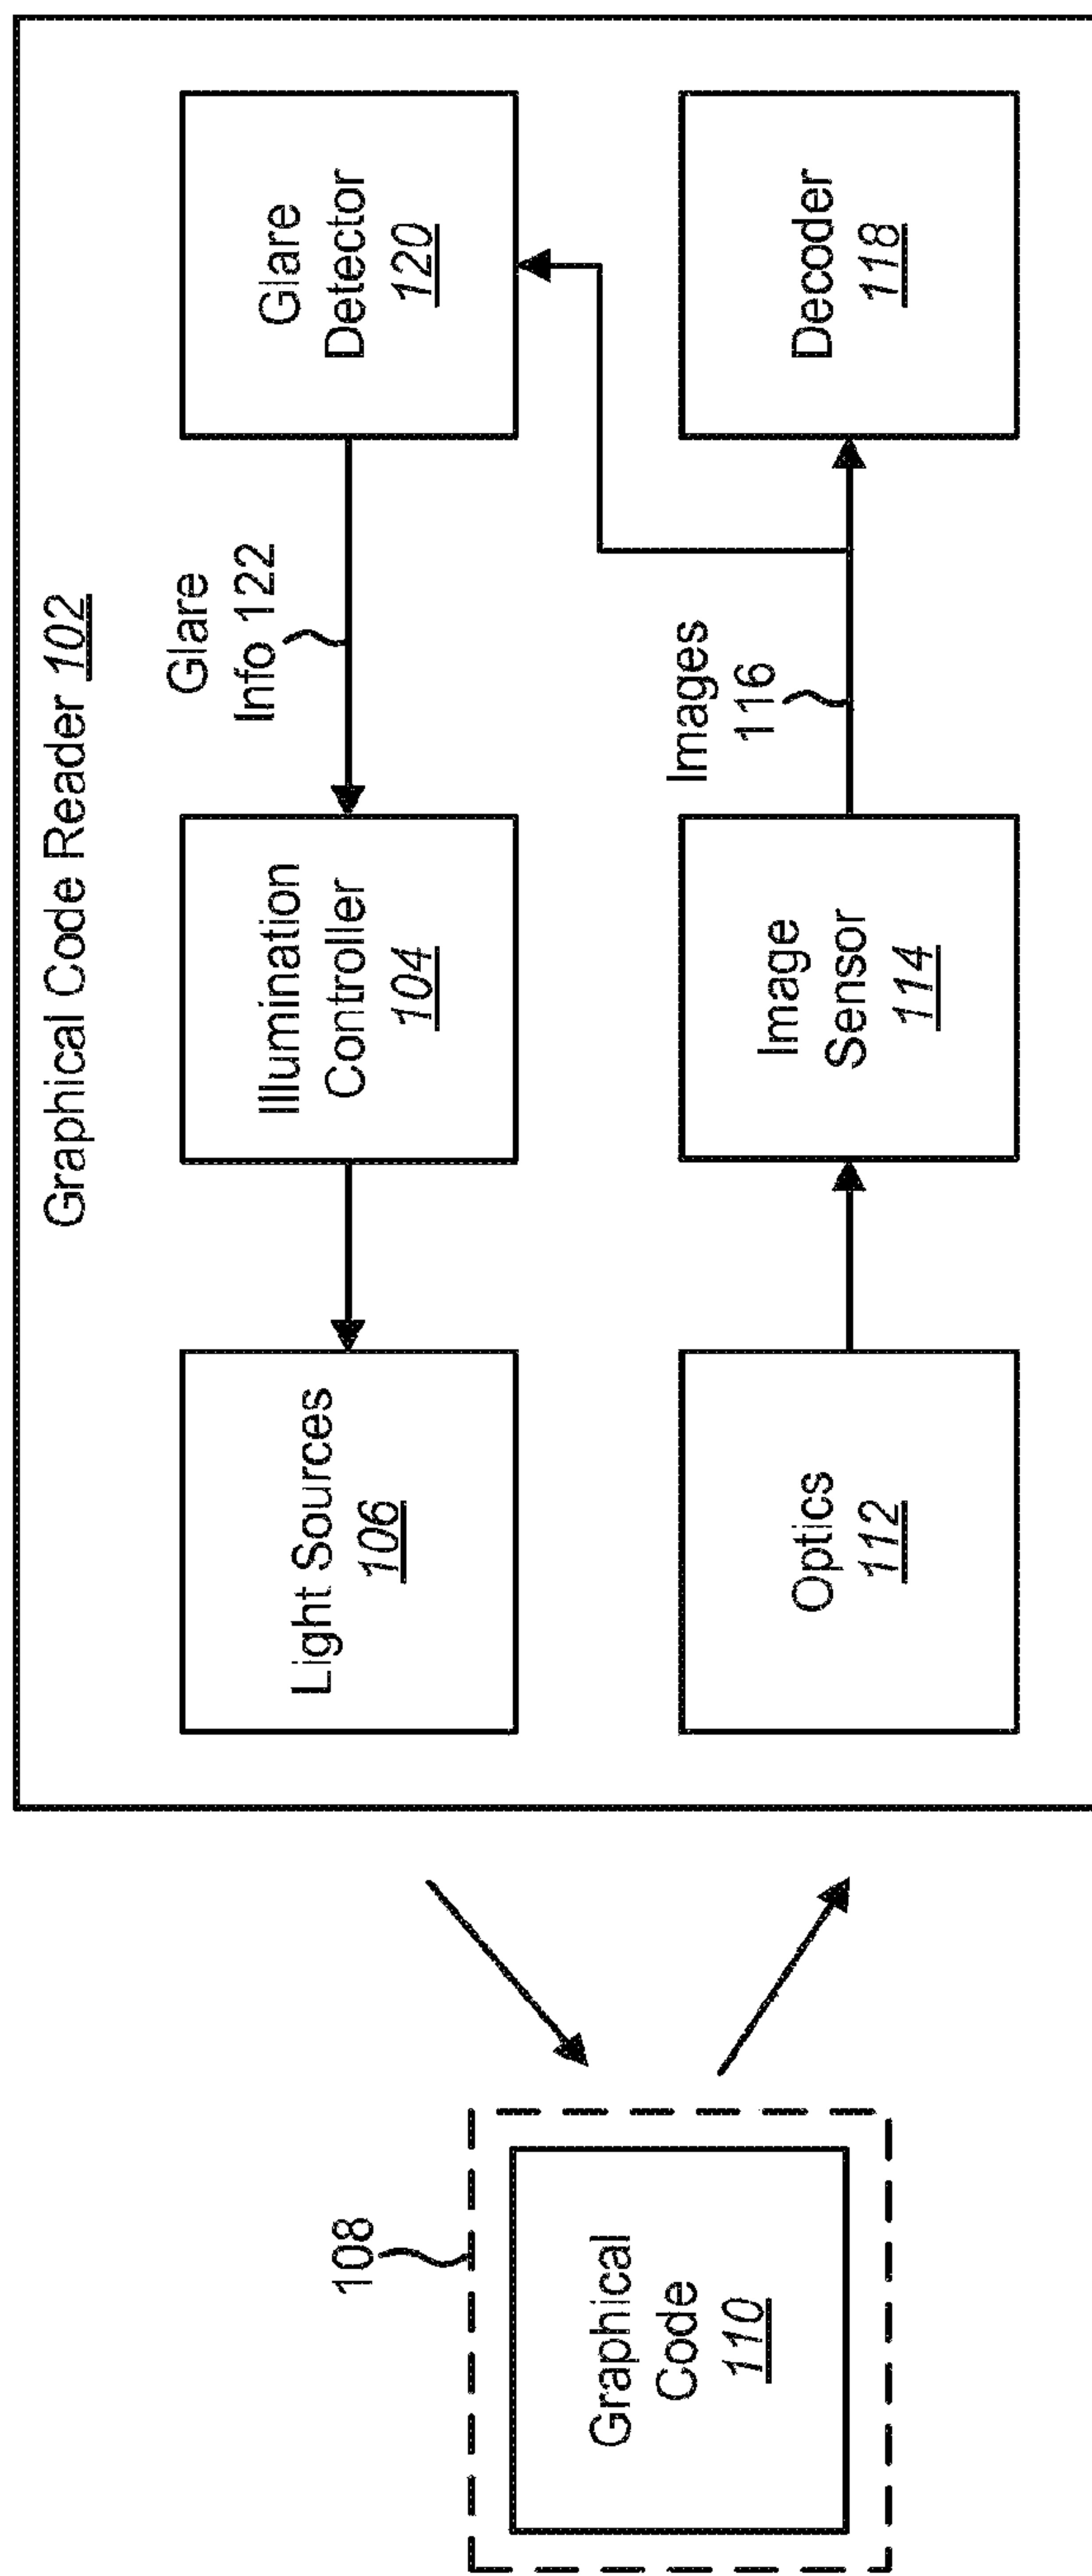 Graphical Code Reader 102
108
Graphical
Code
110
Light Sources
106
Illumination
Controller
104
Glare
Info 122
Glare
Detector
120
Optics
112
Image
Sensor
114
Images
116
Decoder
118